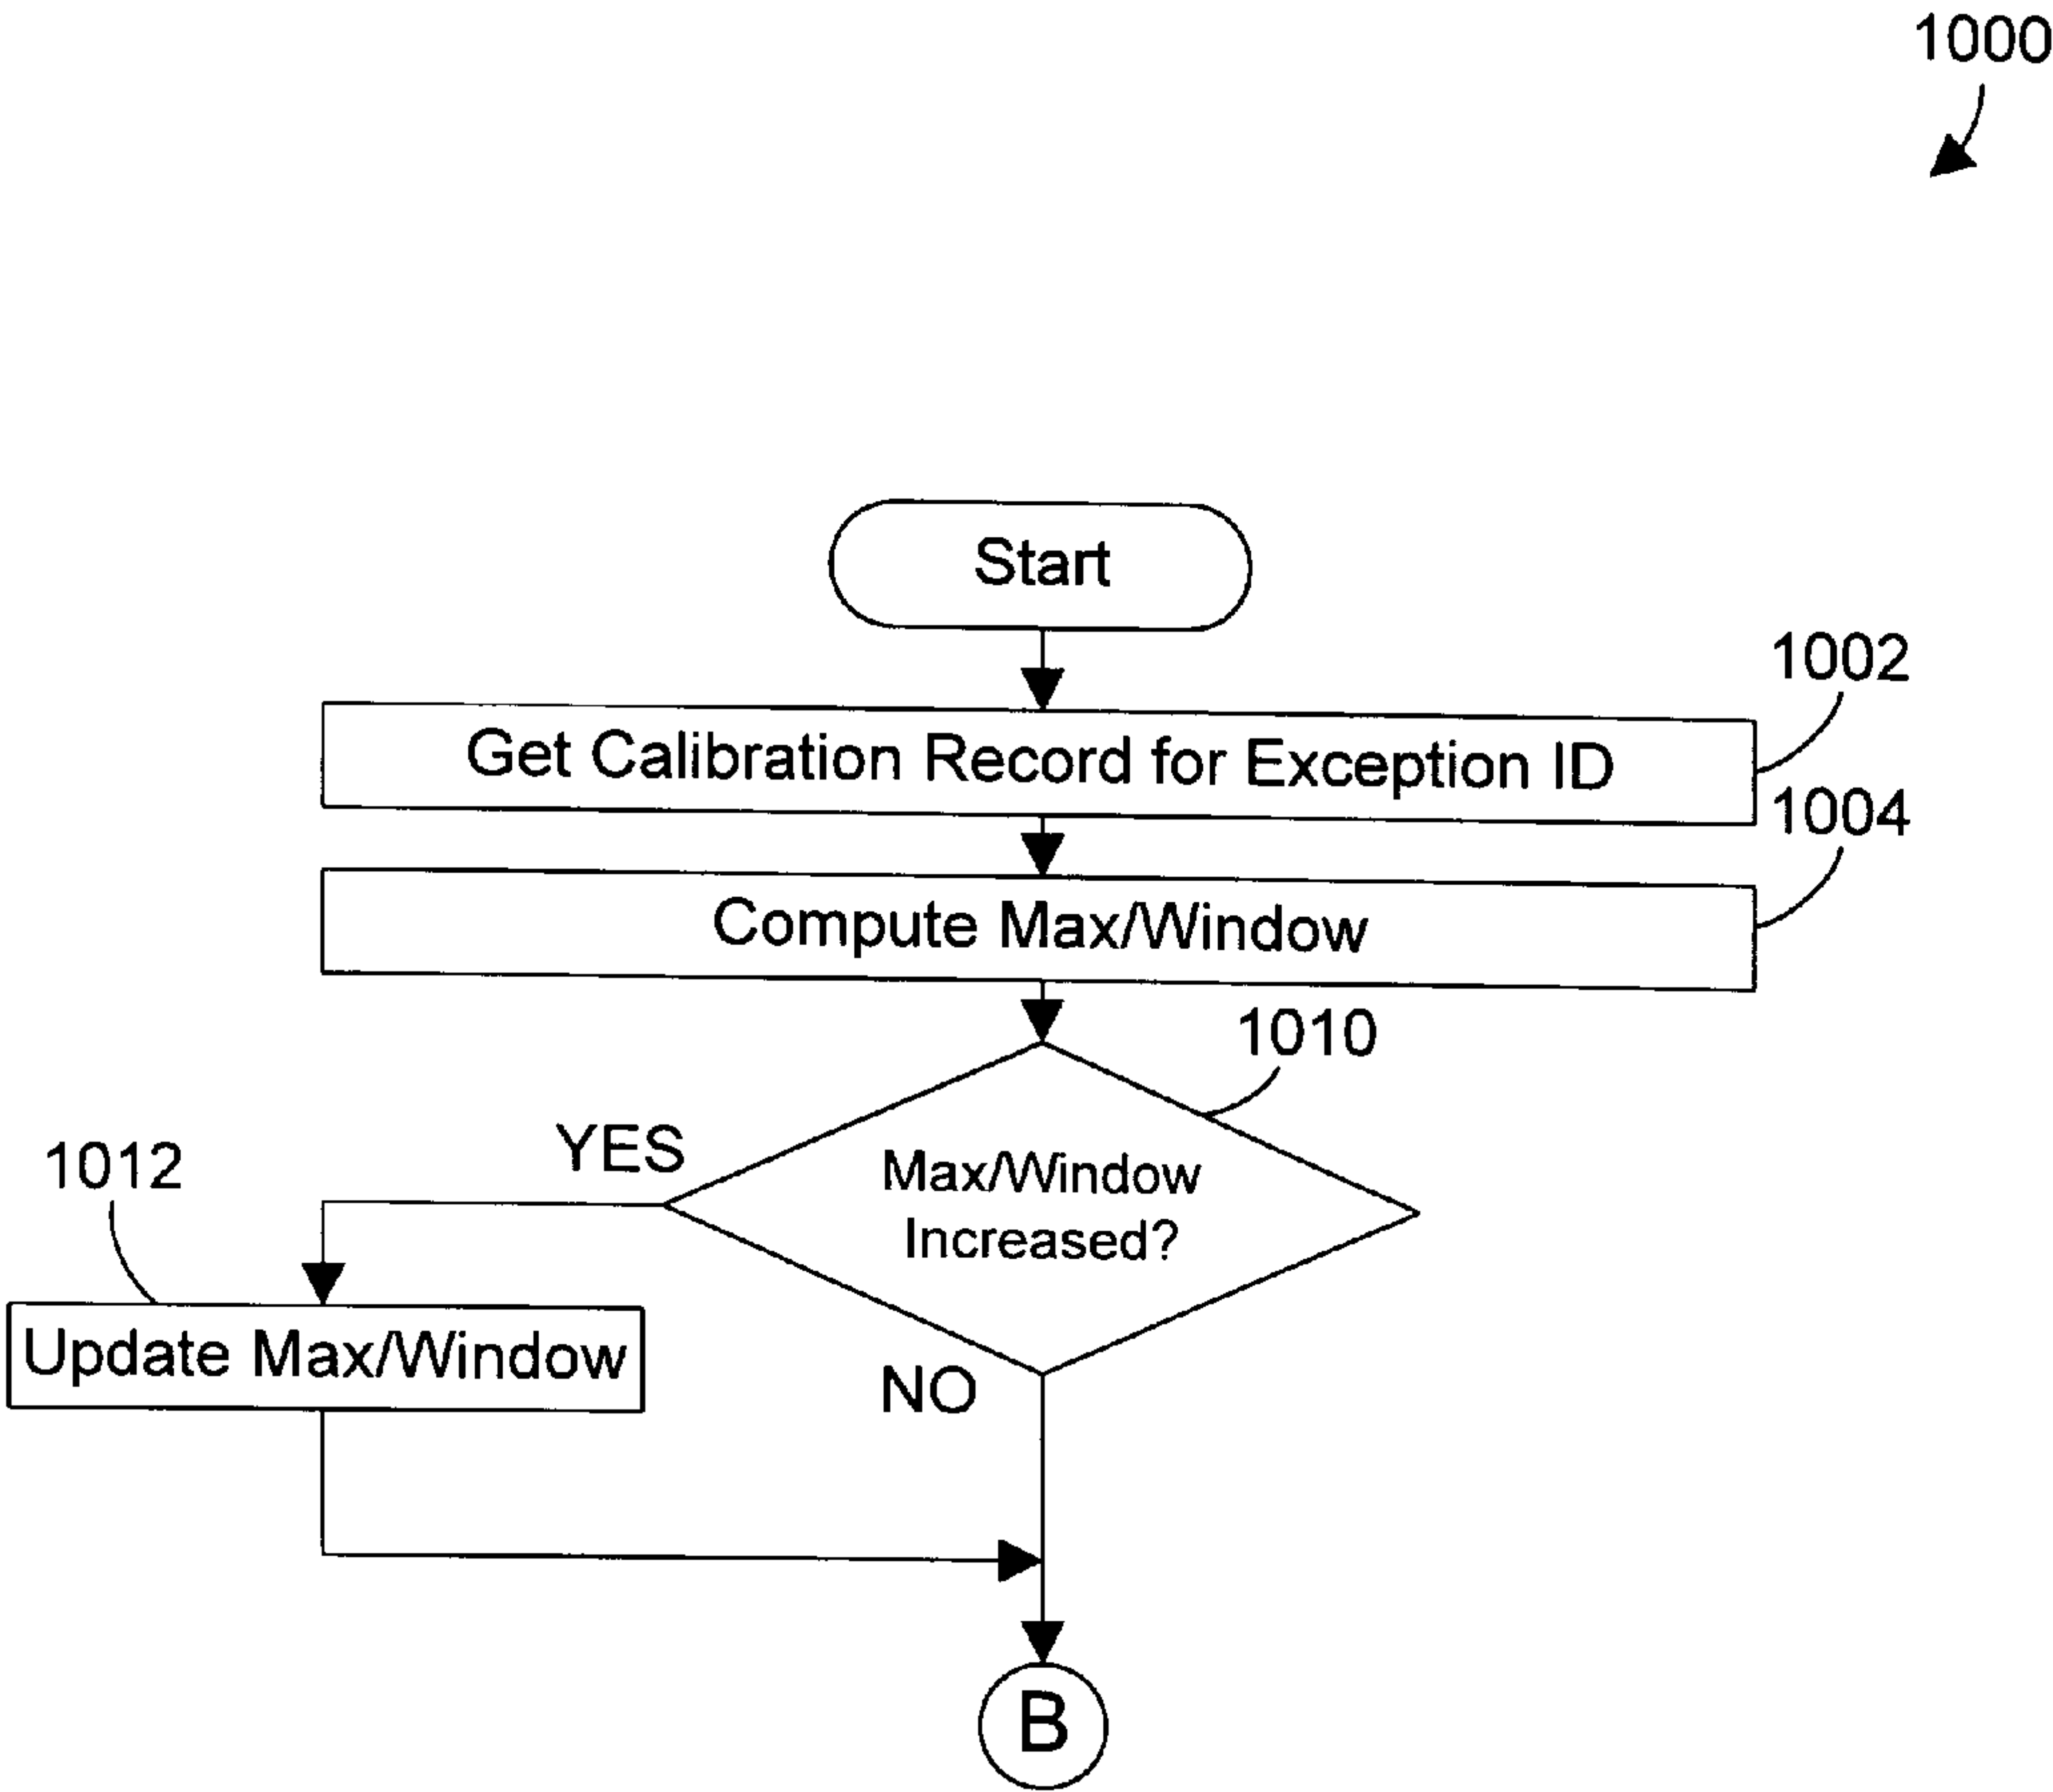 1000
Start
1002
Get Calibration Record for Exception ID
1004
Compute Max/Window
1010
YES
1012
Max/Window
Increased?
Update Max/Window
NO
B